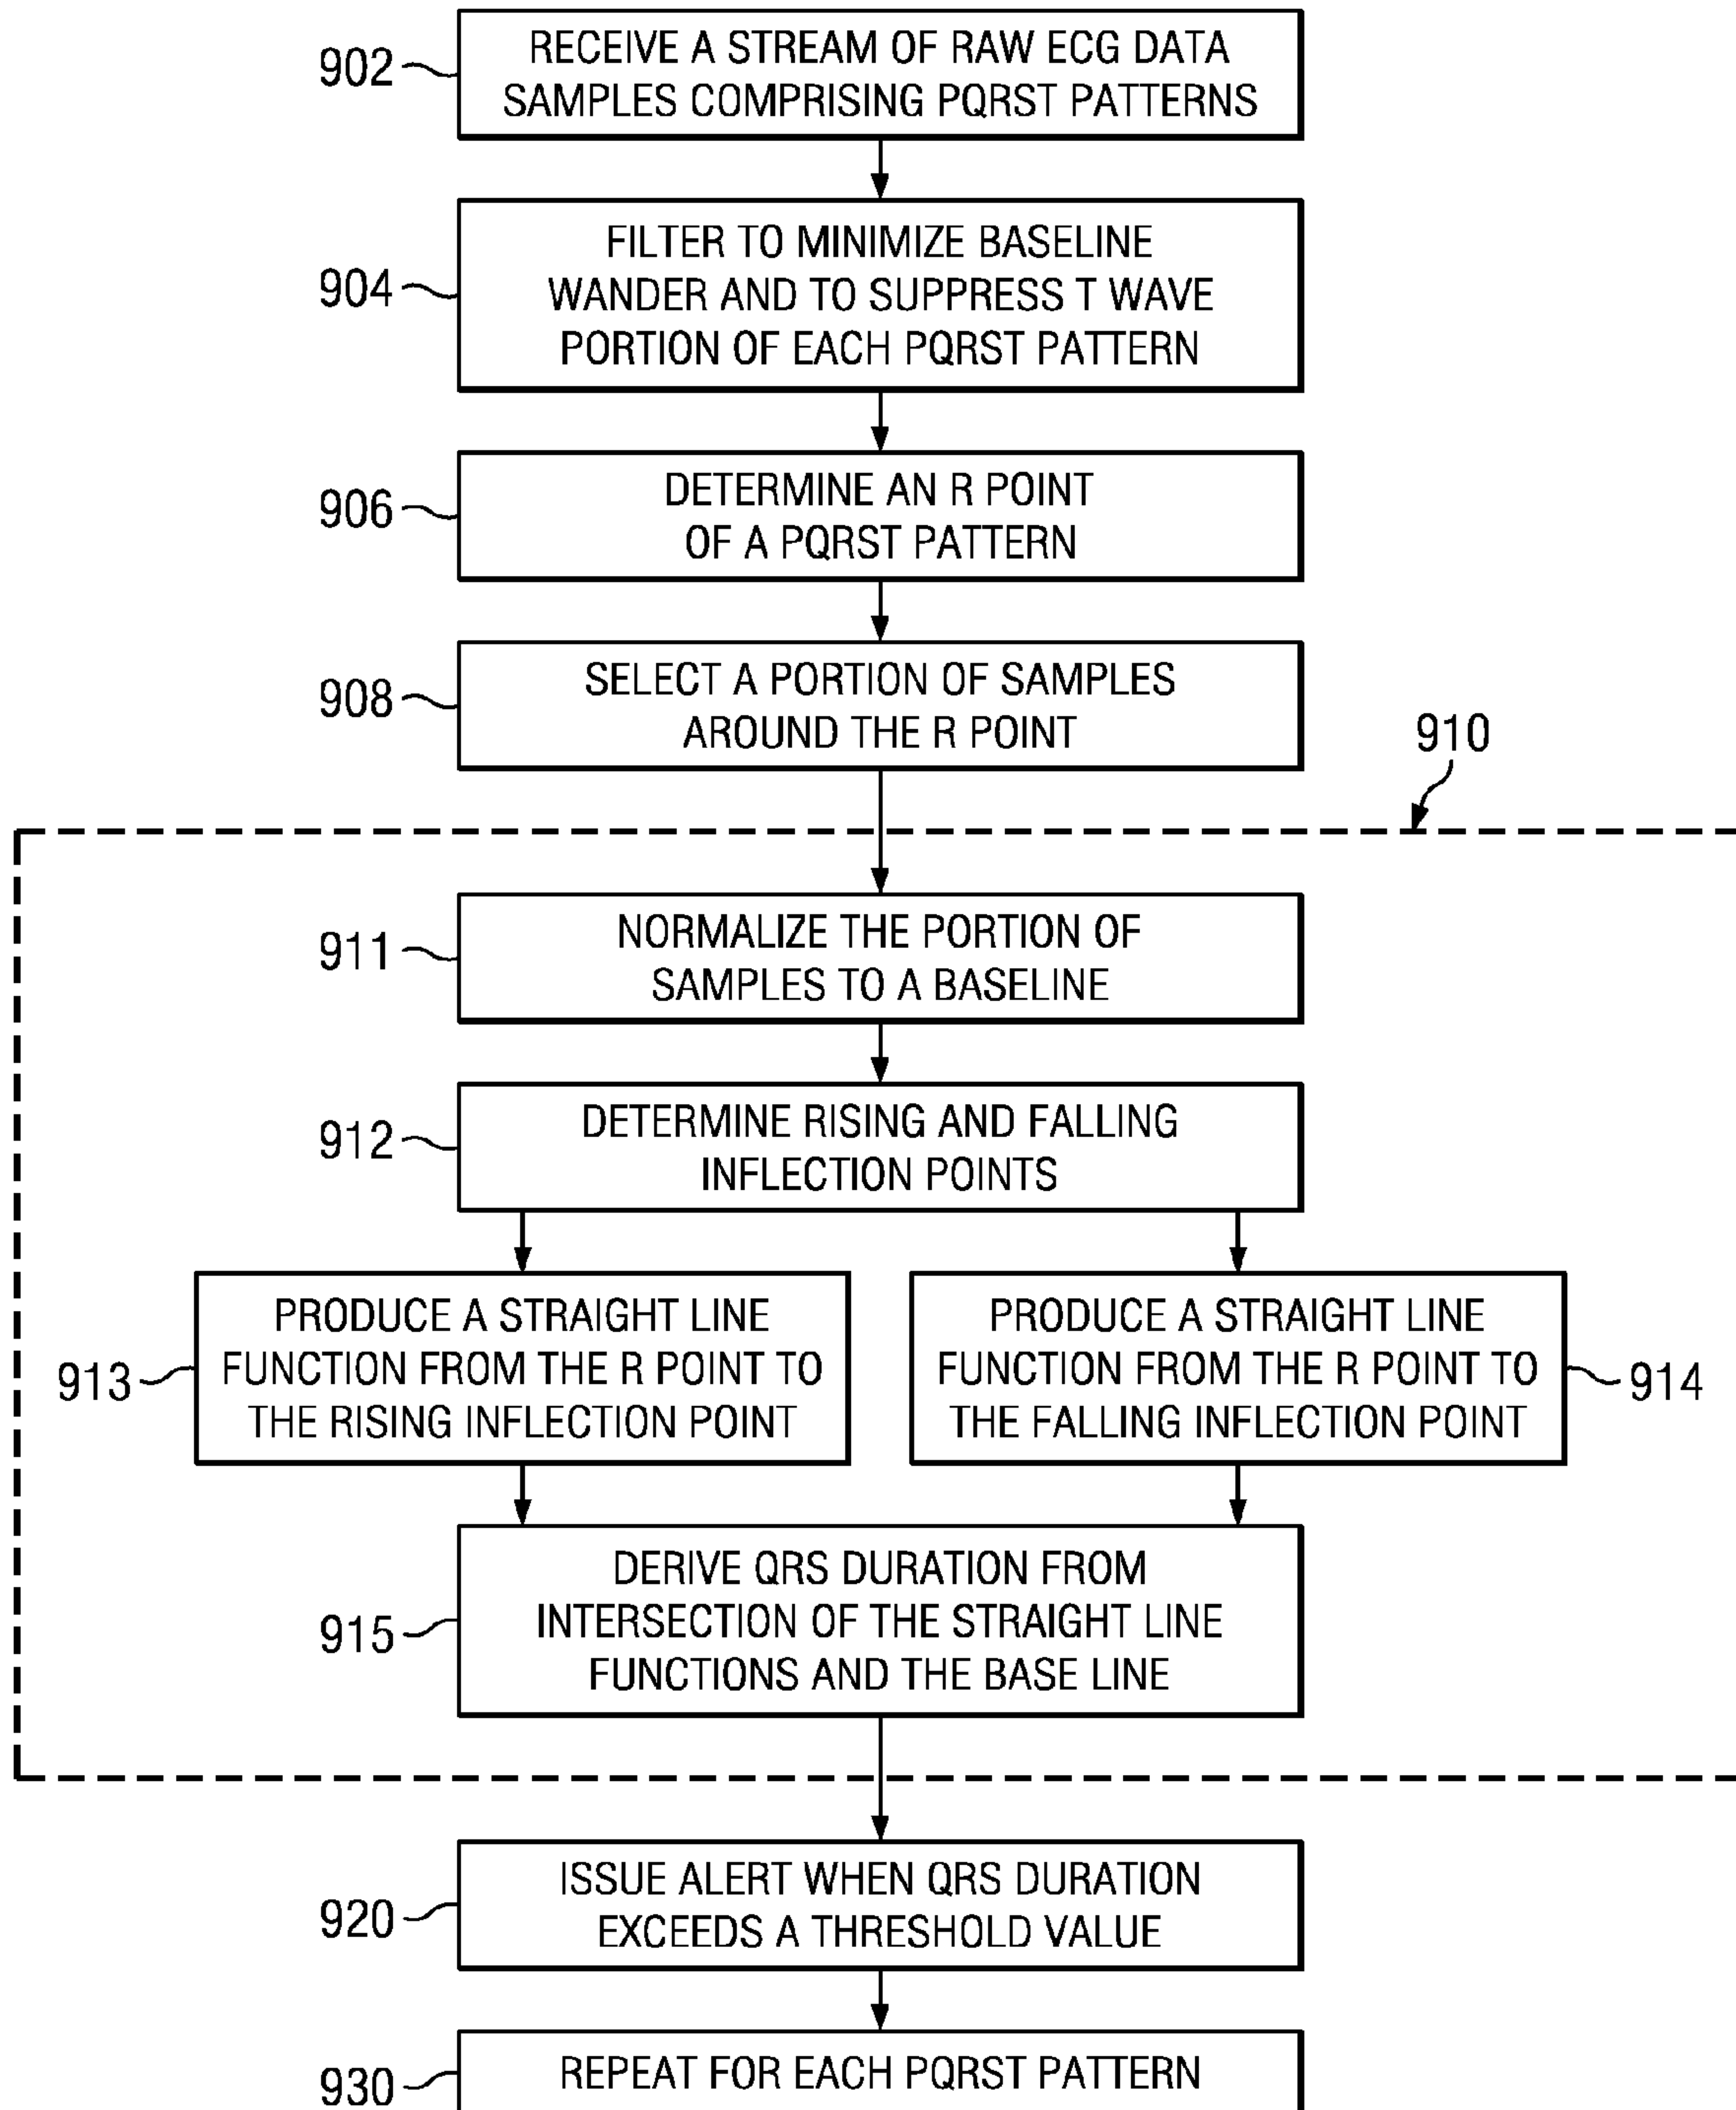 902
RECEIVE A STREAM OF RAW ECG DATA
SAMPLES COMPRISING PQRST PATTERNS
904
FILTER TO MINIMIZE BASELINE
WANDER AND TO SUPPRESS T WAVE
PORTION OF EACH PQRST PATTERN
906
DETERMINE AN R POINT
OF A PQRST PATTERN
908
SELECT A PORTION OF SAMPLES
AROUND THE R POINT
910
911
NORMALIZE THE PORTION OF
SAMPLES TO A BASELINE
912
DETERMINE RISING AND FALLING
INFLECTION POINTS
913
PRODUCE A STRAIGHT LINE
FUNCTION FROM THE R POINT TO
THE RISING INFLECTION POINT
PRODUCE A STRAIGHT LINE
FUNCTION FROM THE R POINT TO
THE FALLING INFLECTION POINT
914
915
DERIVE QRS DURATION FROM
INTERSECTION OF THE STRAIGHT LINE
FUNCTIONS AND THE BASE LINE
920
ISSUE ALERT WHEN QRS DURATION
EXCEEDS A THRESHOLD VALUE
930
REPEAT FOR EACH PQRST PATTERN